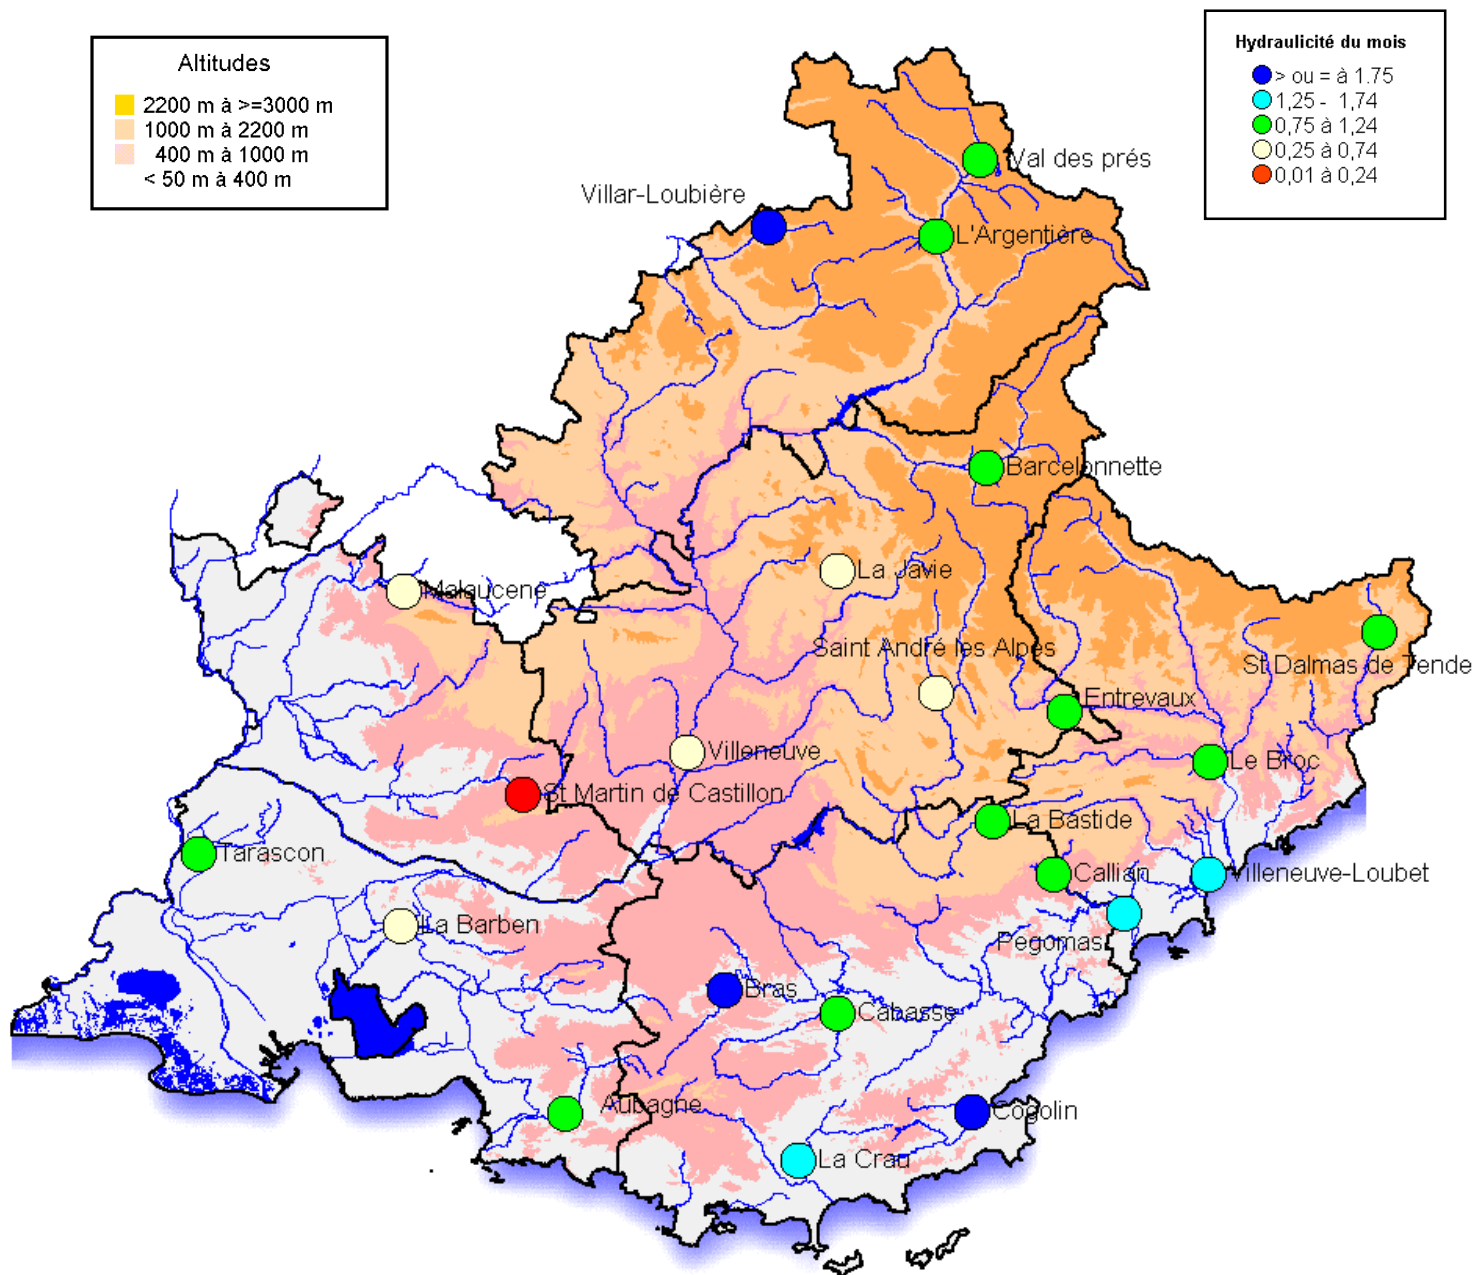 Altitudes
2200 m à >=3000 m
1000 m à 2200 m
400 m à 1000 m
< 50 m à 400 m
Hydraulicité du mois
> ou = à 1.75
1,25 - 1,74
0,75 à 1,24
0,25 à 0,74
0,01 à 0,24
Val des prés
Villar-Loubière
L'Argentière
Barcelonnette
La Javie
Malaucene
Saint André les Alpes
St Dalmas de Tende
Entrevaux
Villeneuve
Le Broc
St Martin de Castillon
La Bastide
Tarascon
Callian
Villeneuve-Loubet
La Barben
Pegomas
Bras
Cabasse
Aubagne
Cogolin
La Crau